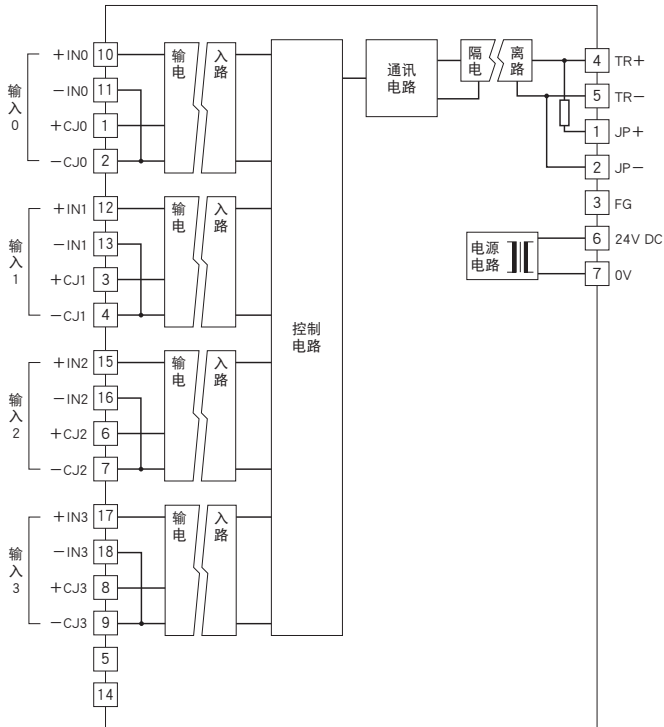 输入0
+IN0 10
−IN0 11
+CJ0 1
−CJ0 2
输电 入路
输入1
+IN1 12
−IN1 13
+CJ1 3
−CJ1 4
输电 入路
输入2
+IN2 15
−IN2 16
+CJ2 6
−CJ2 7
输电 入路
输入3
+IN3 17
−IN3 18
+CJ3 8
−CJ3 9
输电 入路
5
14
控制
电路
通讯
电路
隔电 离路
4 TR+
5 TR−
1 JP+
2 JP−
3 FG
6 24V DC
7 0V
电源
电路